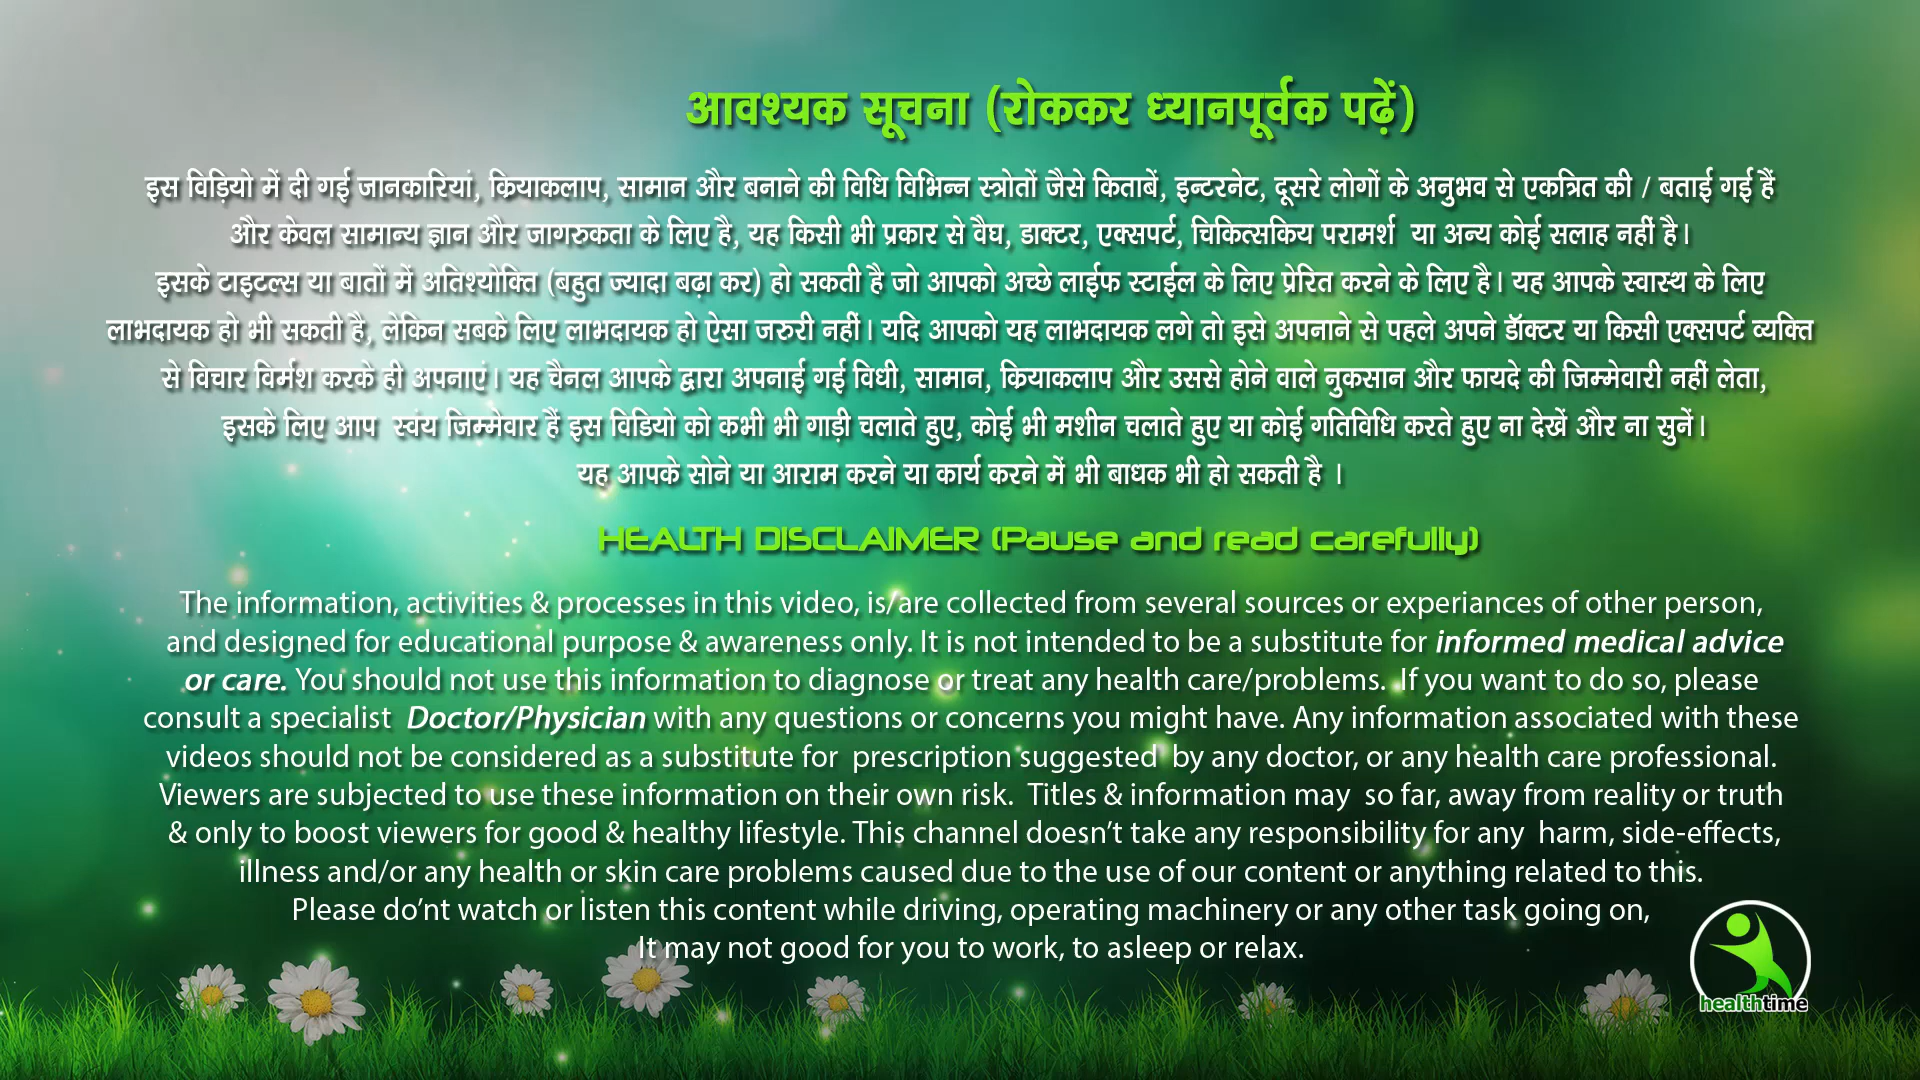 आवश्यक सूचना (रोककर ध्यानपूर्वक पढ़ें)
इस विड़ियो में दी गई जानकारियां, क्रियाकलाप, सामान और बनाने की विधि विभिन्न स्त्रोतों जैसे किताबें, इन्टरनेट, दूसरे लोगों के अनुभव से एकत्रित की / बताई गई हैं
और केवल सामान्य ज्ञान और जागरुकता के लिए है, यह किसी भी प्रकार से वैघ, डाक्टर, एक्सपर्ट, चिकित्सकिय परामर्श या अन्य कोई सलाह नहीं है।
इसके टाइटल्स या बातों में अतिश्योक्ति (बहुत ज्यादा बढ़ा कर) हो सकती है जो आपको अच्छे लाईफ स्टाईल के लिए प्रेरित करने के लिए है। यह आपके स्वास्थ के लिए
लाभदायक हो भी सकती है, लेकिन सबके लिए लाभदायक हो ऐसा जरुरी नहीं। यदि आपको यह लाभदायक लगे तो इसे अपनाने से पहले अपने डॉक्टर या किसी एक्सपर्ट व्यक्ति
से विचार विर्मश करके ही अपनाएं। यह चैनल आपके द्वारा अपनाई गई विधी, सामान, क्रियाकलाप और उससे होने वाले नुकसान और फायदे की जिम्मेवारी नहीं लेता,
इसके लिए आप स्वंय जिम्मेवार हैं इस विडियो को कभी भी गाड़ी चलाते हुए, कोई भी मशीन चलाते हुए या कोई गतिविधि करते हुए ना देखें और ना सुनें।
यह आपके सोने या आराम करने या कार्य करने में भी बाधक भी हो सकती है ।
HEALTH DISCLAIMER (Pause and read carefully)
The information, activities & processes in this video, is/are collected from several sources or experiances of other person,
and designed for educational purpose & awareness only. It is not intended to be a substitute for informed medical advice
or care. You should not use this information to diagnose or treat any health care/problems. If you want to do so, please
consult a specialist Doctor/Physician with any questions or concerns you might have. Any information associated with these
videos should not be considered as a substitute for prescription suggested by any doctor, or any health care professional.
Viewers are subjected to use these information on their own risk. Titles & information may so far, away from reality or truth
& only to boost viewers for good & healthy lifestyle. This channel doesn't take any responsibility for any harm, side-effects,
illness and/or any health or skin care problems caused due to the use of our content or anything related to this.
Please do'nt watch or listen this content while driving, operating machinery or any other task going on,
It may not good for you to work, to asleep or relax.
healthtime